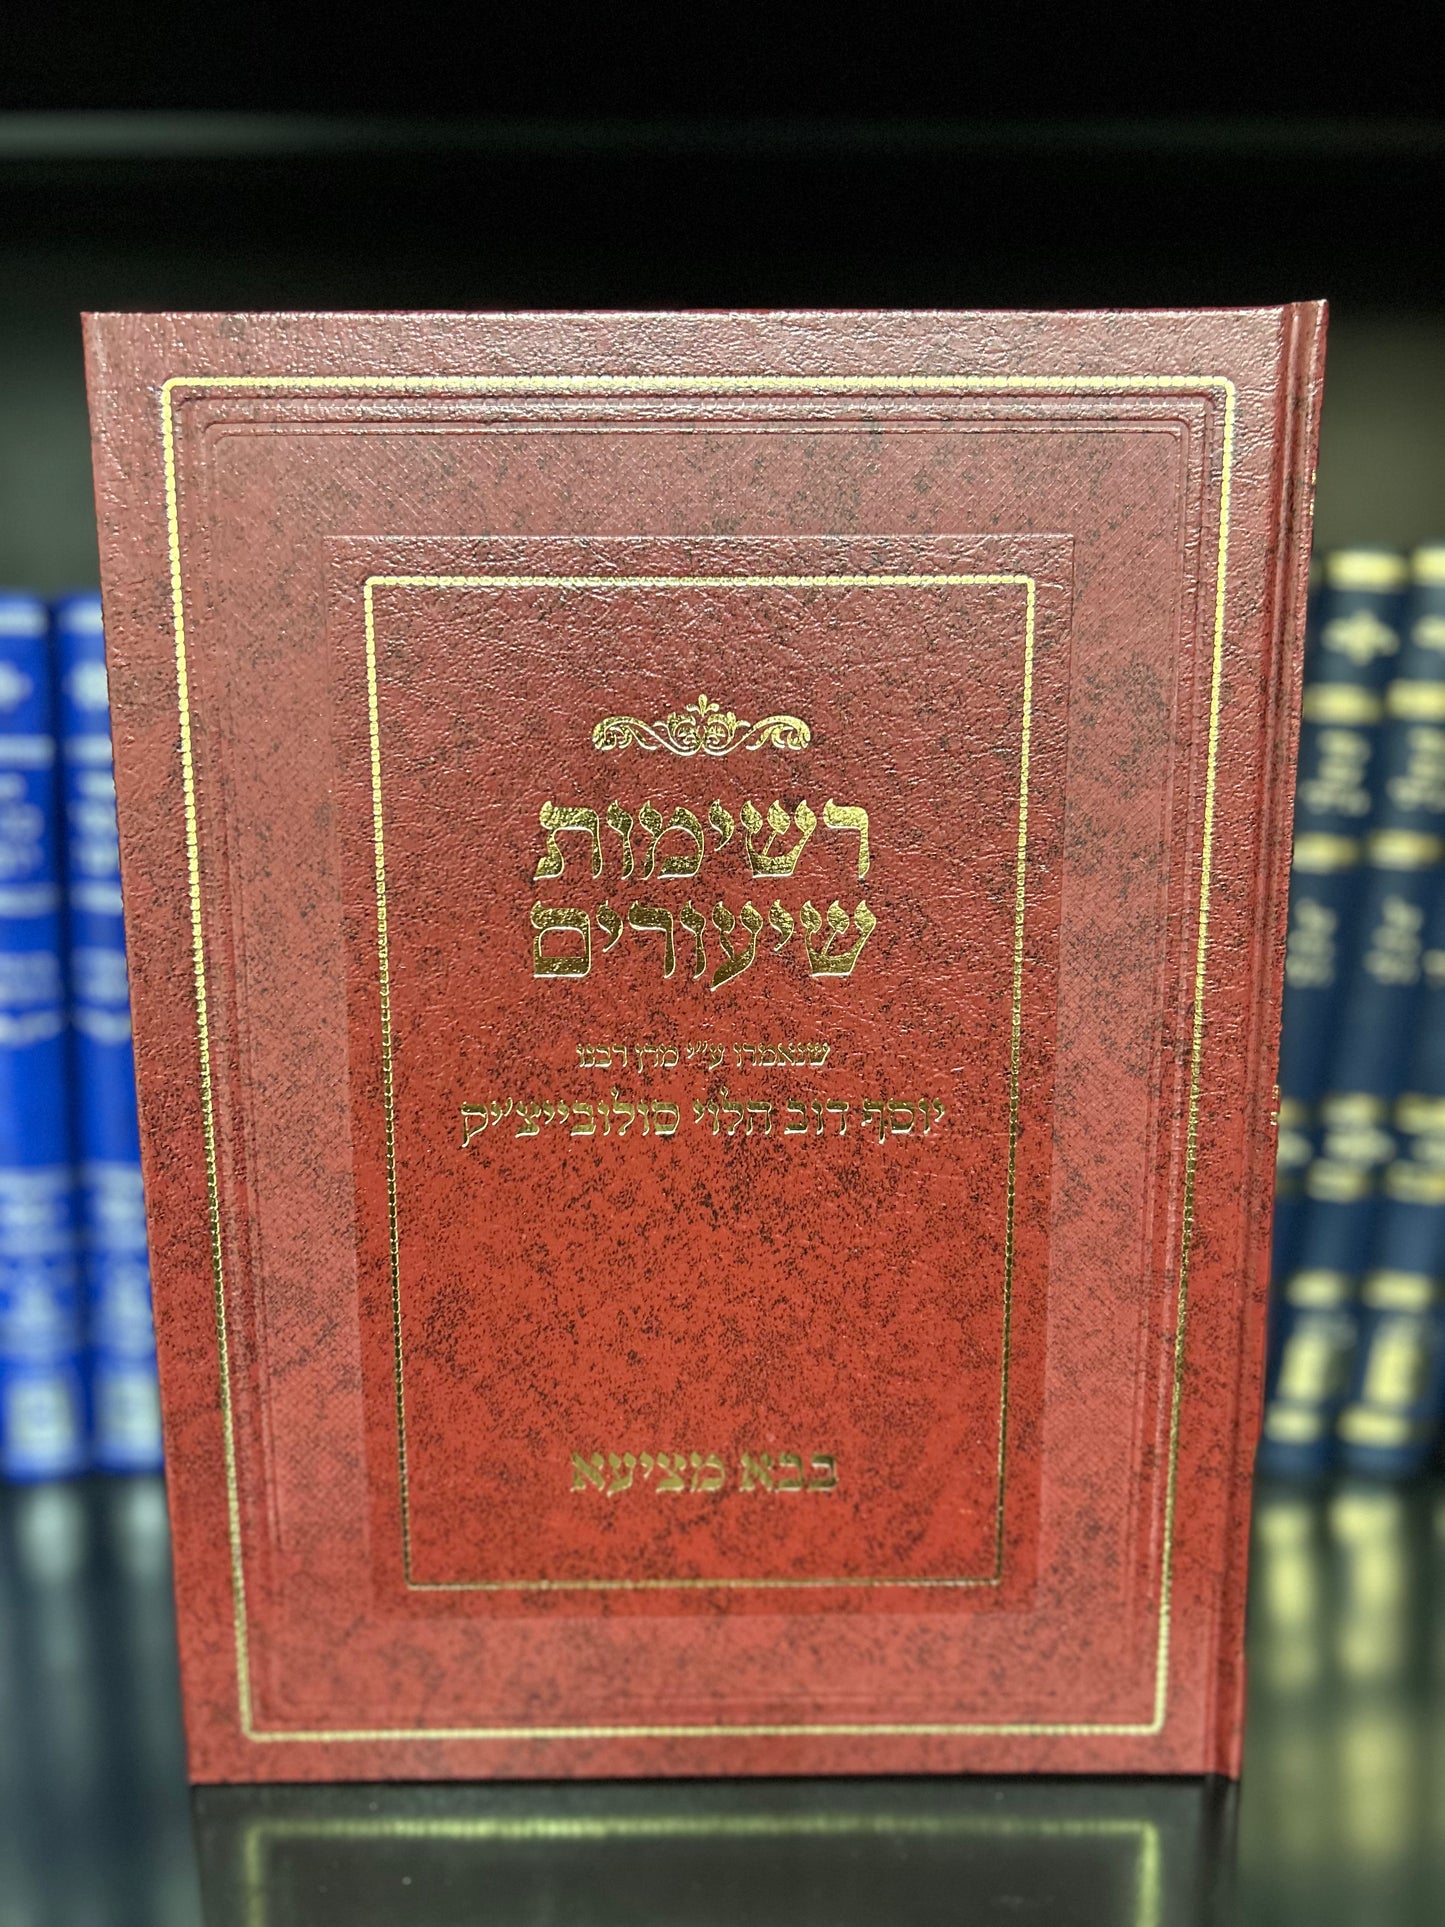 רשימות
שיעורים
שנאמרו ע"י מרן רבנו
יוסף דוב הלוי סולובייצ'יק
בבא מציעא